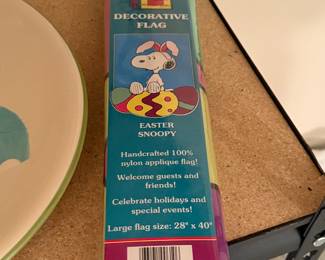 DECORATIVE
FLAG
EASTER
SNOOPY
Handcrafted 100%
nylon applique flag!
Welcome guests and
friends!
Celebrate holidays and
special events!
Large flag size: 28" x 40"